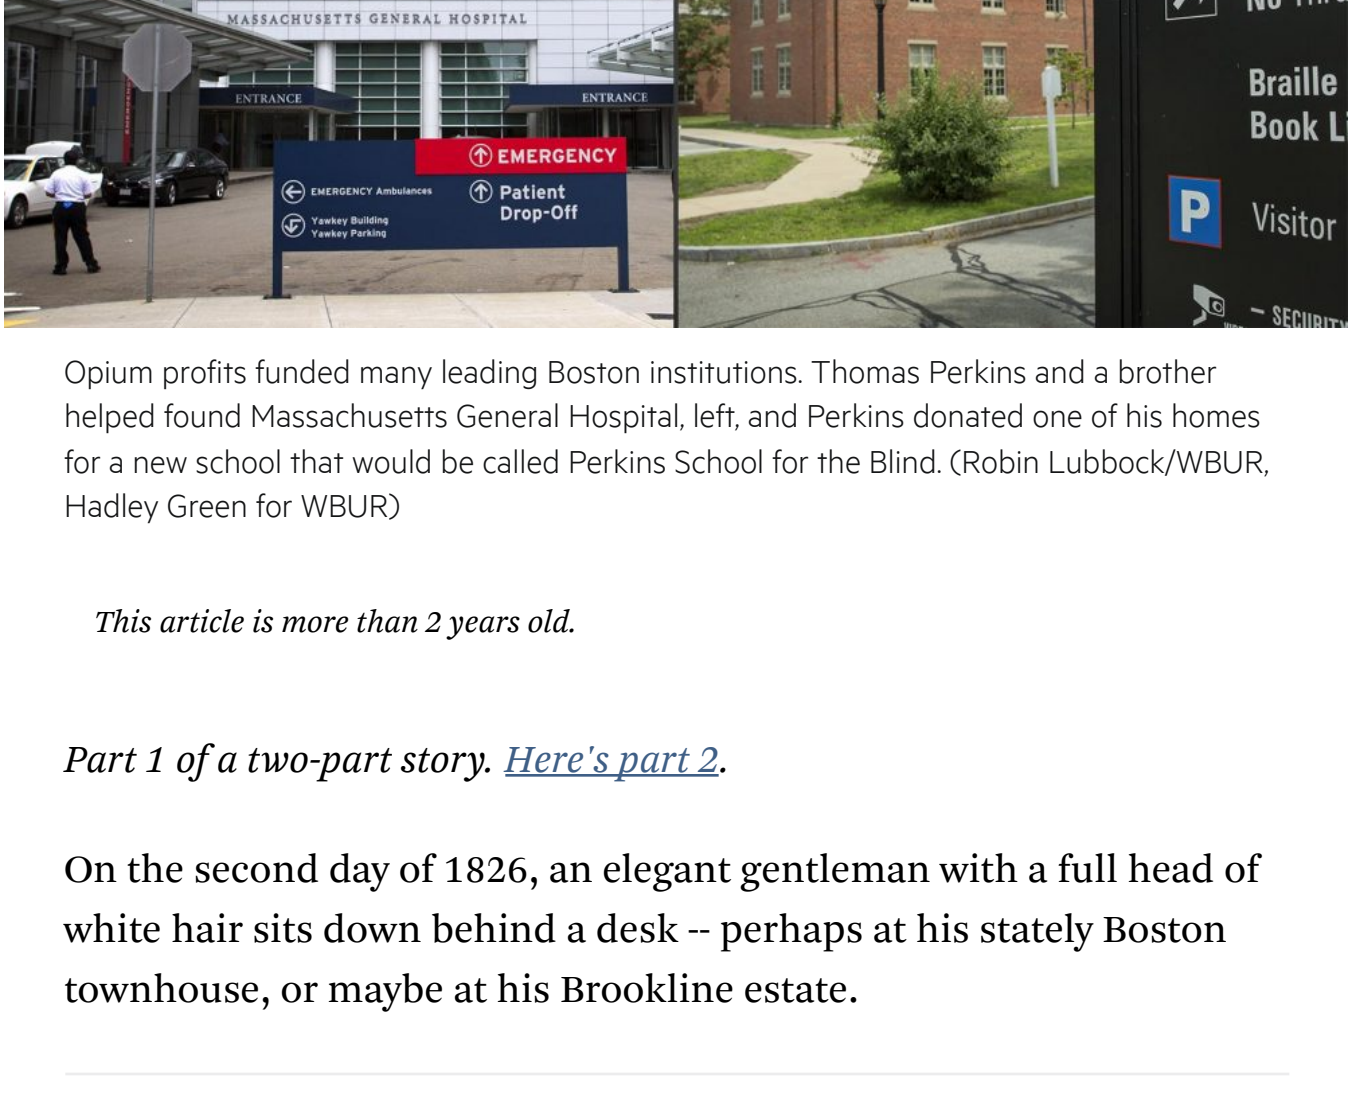 MASSACHUSETTS GENERAL HOSPITAL
ENTRANCE
ENTRANCE
EMERGENCY
EMERGENCY Ambulances
Patient
Drop-Off
Yawkey Building
Yawkey Parking
Braille
Book
P
Visitor
SECURITY
Opium profits funded many leading Boston institutions. Thomas Perkins and a brother
helped found Massachusetts General Hospital, left, and Perkins donated one of his homes
for a new school that would be called Perkins School for the Blind. (Robin Lubbock/WBUR,
Hadley Green for WBUR)
This article is more than 2 years old.
Part 1 of a two-part story. Here's part 2.
On the second day of 1826, an elegant gentleman with a full head of
white hair sits down behind a desk -- perhaps at his stately Boston
townhouse, or maybe at his Brookline estate.